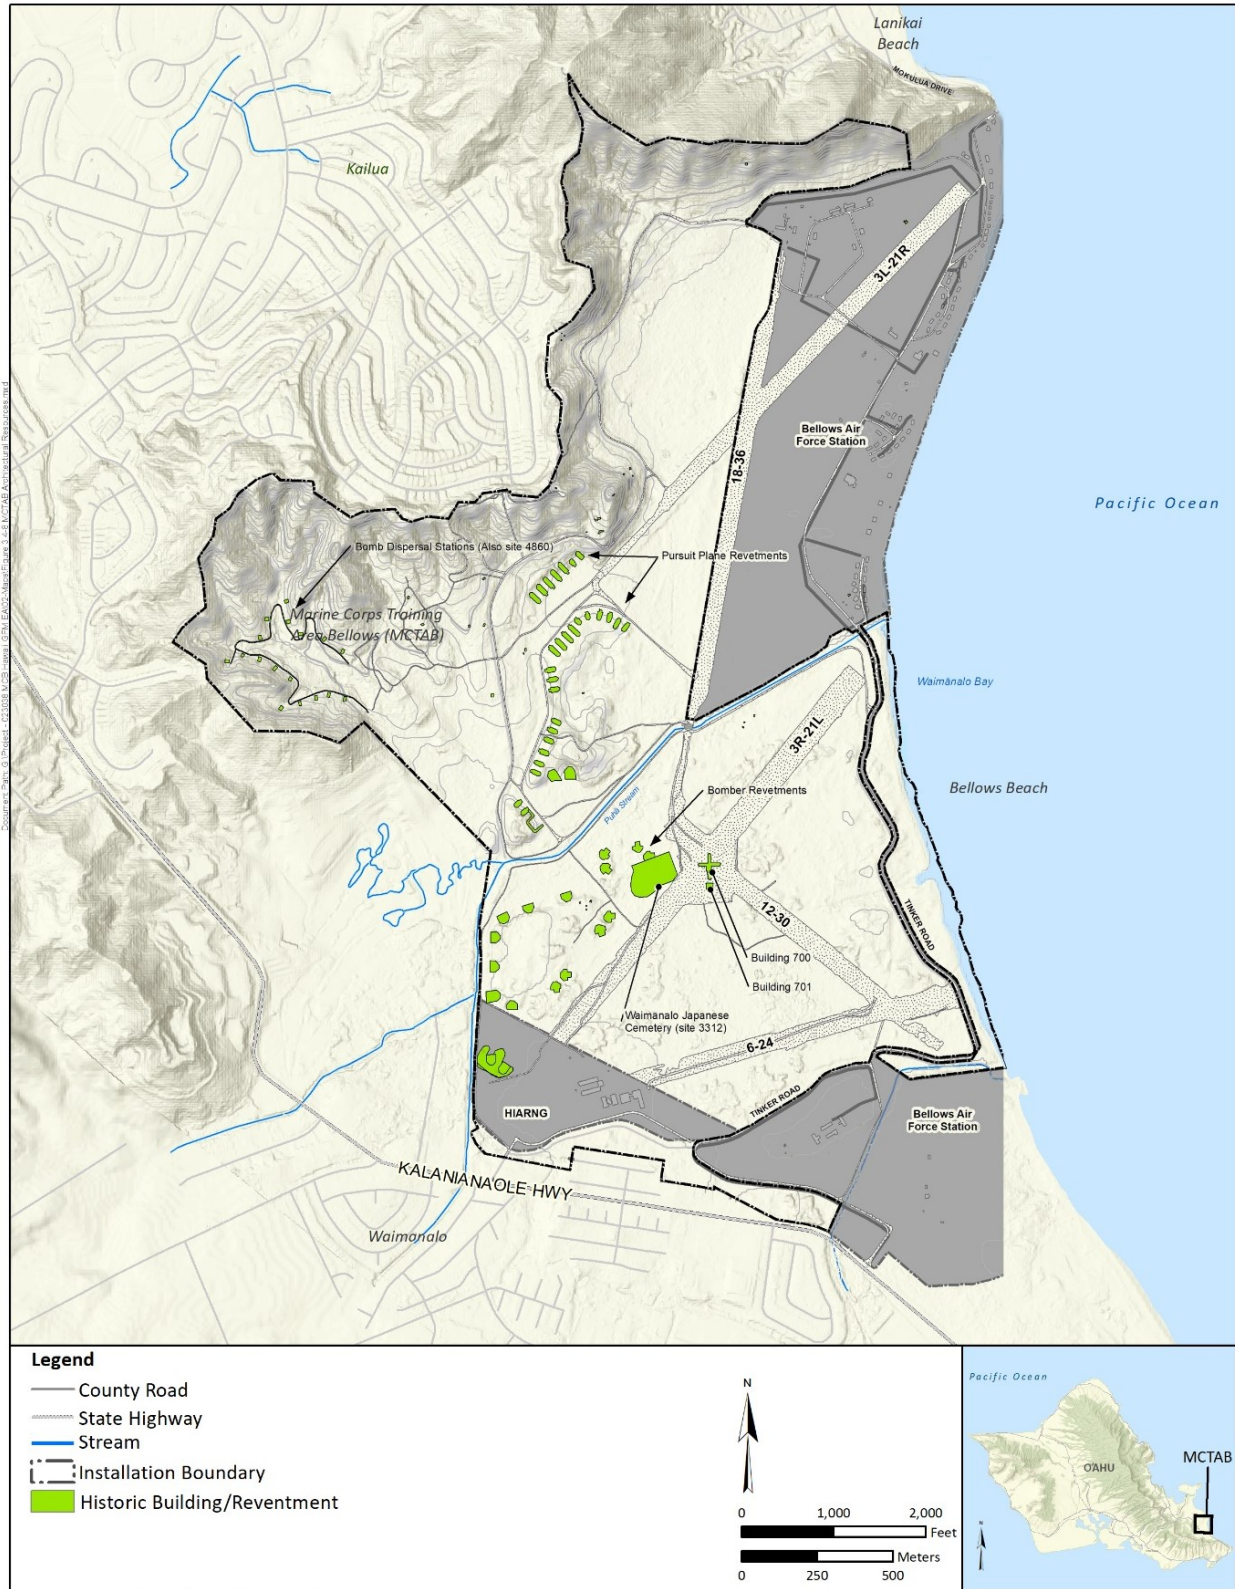 Lanikai
Beach
MOKULUA DRIVE
Kailua
3L-21R
Bellows Air
Force Station
18-36
Pacific Ocean
Bomb Dispersal Stations (Also site 4860)
Pursuit Plane Revetments
Marine Corps Training
Area Bellows (MCTAB)
Waimānalo Bay
3R-21L
Bellows Beach
Puhā Stream
Bomber Revetments
TINKER ROAD
12-30
Building 700
Building 701
Waimanalo Japanese
Cemetery (site 3312)
6-24
TINKER ROAD
HIARNG
Bellows Air
Force Station
KALANIANAOLE HWY
Waimanalo
Legend
County Road
State Highway
Stream
Installation Boundary
Historic Building/Reventment
N
0 1,000 2,000
Feet
Meters
0 250 500
Pacific Ocean
OAHU
MCTAB
N